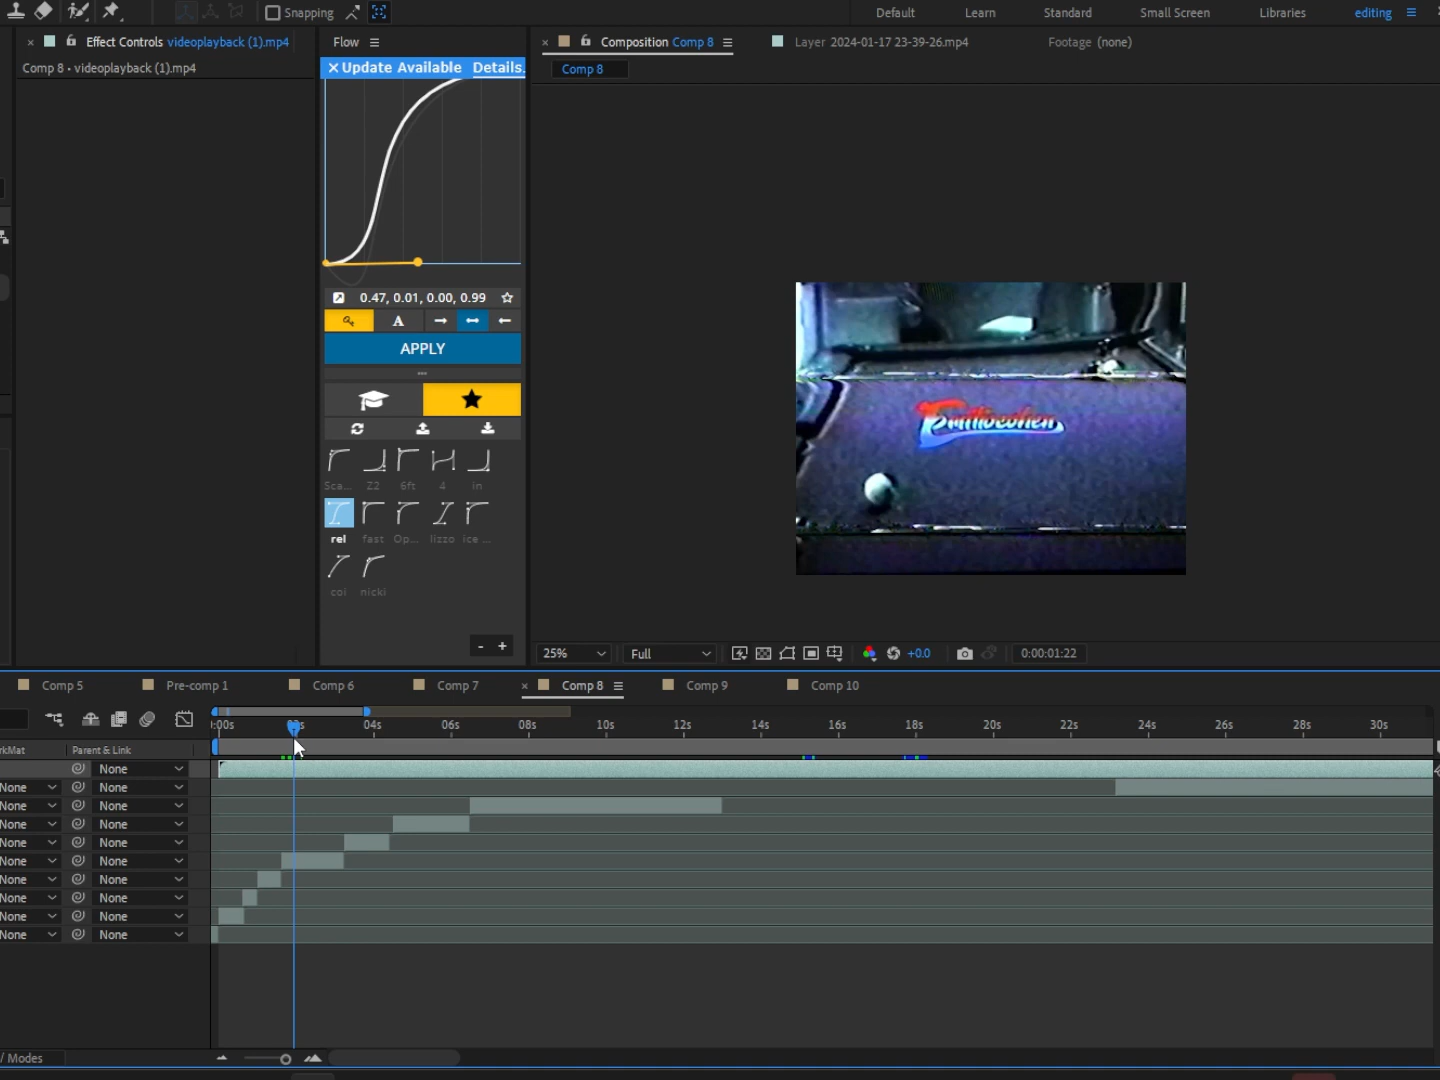 Snapping
Default Learn Standard Small Screen Libraries editing
× Effect Controls videoplayback (1).mp4
Flow
× Composition Comp 8
Layer 2024-01-17 23-39-26.mp4
Footage (none)
Comp 8 • videoplayback (1).mp4
×Update Available Details.
Comp 8
0.47, 0.01, 0.00, 0.99
A
APPLY
Sca... Z2 6ft 4 in
rel fast Op... lizzo ice ...
coi nicki
- +
25% Full +0.0 0:00:01:22
Comp 5 Pre-comp 1 Comp 6 Comp 7 × Comp 8 Comp 9 Comp 10
:00s 04s 06s 08s 10s 12s 14s 16s 18s 20s 22s 24s 26s 28s 30s
rkMat Parent & Link
None
None None
None None
None None
None None
None None
None None
None None
None None
None None
/ Modes